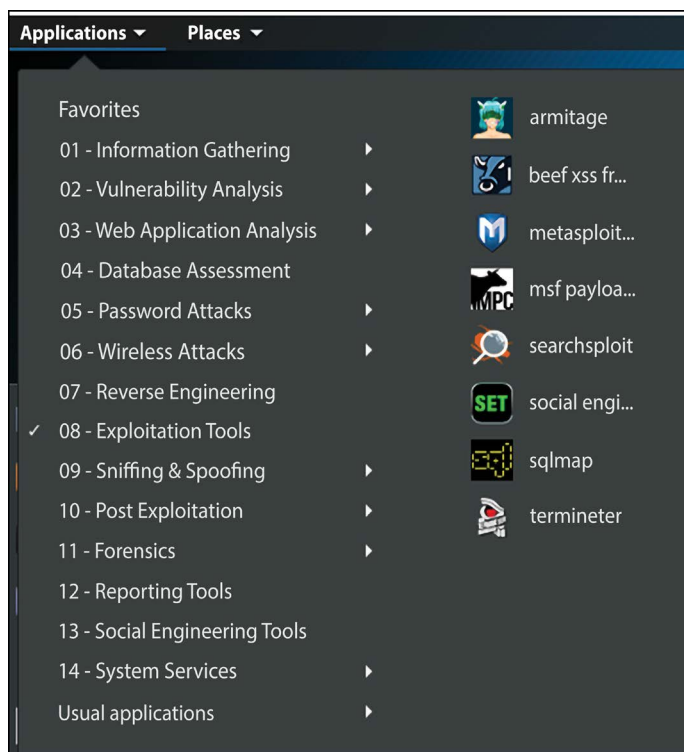 Applications Places
Favorites
01 - Information Gathering
02 - Vulnerability Analysis
03 - Web Application Analysis
04 - Database Assessment
05 - Password Attacks
06 - Wireless Attacks
07 - Reverse Engineering
08 - Exploitation Tools
09 - Sniffing & Spoofing
10 - Post Exploitation
11 - Forensics
12 - Reporting Tools
13 - Social Engineering Tools
14 - System Services
Usual applications
armitage
beef xss fr...
metasploit...
MPC
msf payloa...
searchsploit
SET
social engi...
sql
sqlmap
termineter